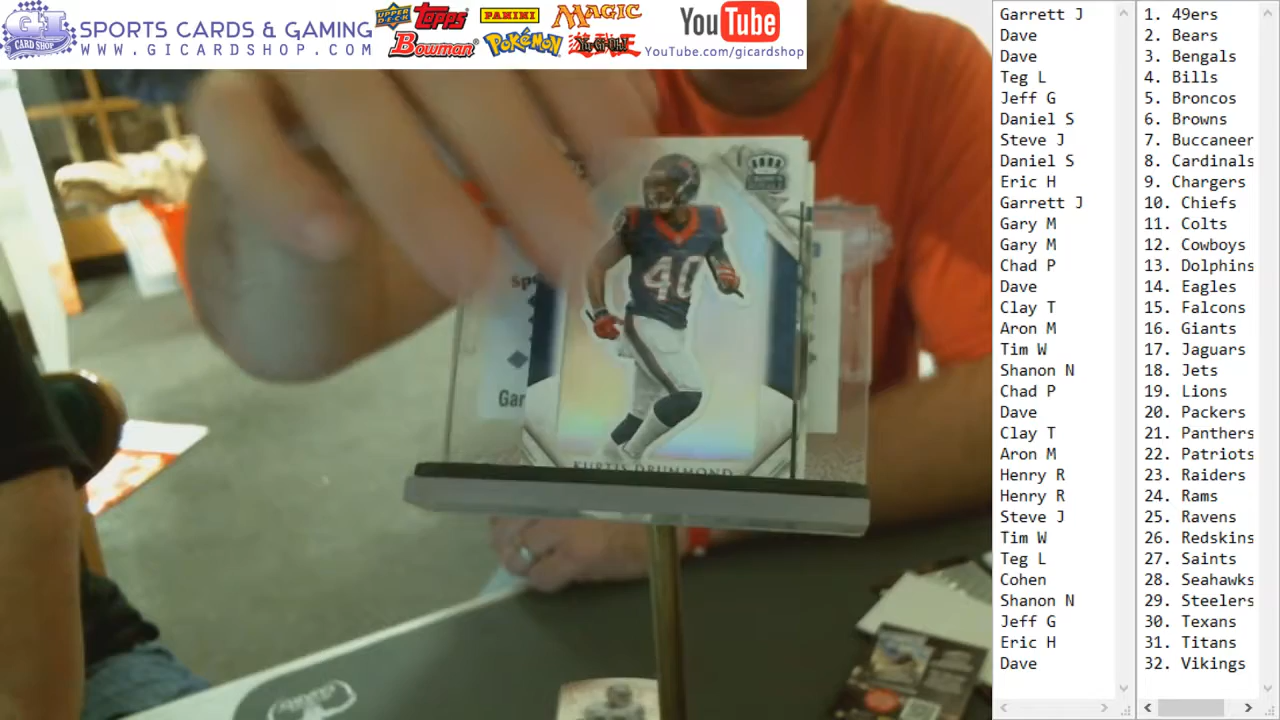 GI CARD SHOP SPORTS CARDS & GAMING
WWW.GICARDSHOP.COM
UPPER DECK Topps PANINI MAGIC
Bowman POKéMON Yu-Gi-Oh!
YouTube
YouTube.com/gicardshop
40
KURTIS DRUMMOND
Gar
Garrett J
Dave
Dave
Teg L
Jeff G
Daniel S
Steve J
Daniel S
Eric H
Garrett J
Gary M
Gary M
Chad P
Dave
Clay T
Aron M
Tim W
Shanon N
Chad P
Dave
Clay T
Aron M
Henry R
Henry R
Steve J
Tim W
Teg L
Cohen
Shanon N
Jeff G
Eric H
Dave
1. 49ers
2. Bears
3. Bengals
4. Bills
5. Broncos
6. Browns
7. Buccaneer
8. Cardinals
9. Chargers
10. Chiefs
11. Colts
12. Cowboys
13. Dolphins
14. Eagles
15. Falcons
16. Giants
17. Jaguars
18. Jets
19. Lions
20. Packers
21. Panthers
22. Patriots
23. Raiders
24. Rams
25. Ravens
26. Redskins
27. Saints
28. Seahawks
29. Steelers
30. Texans
31. Titans
32. Vikings